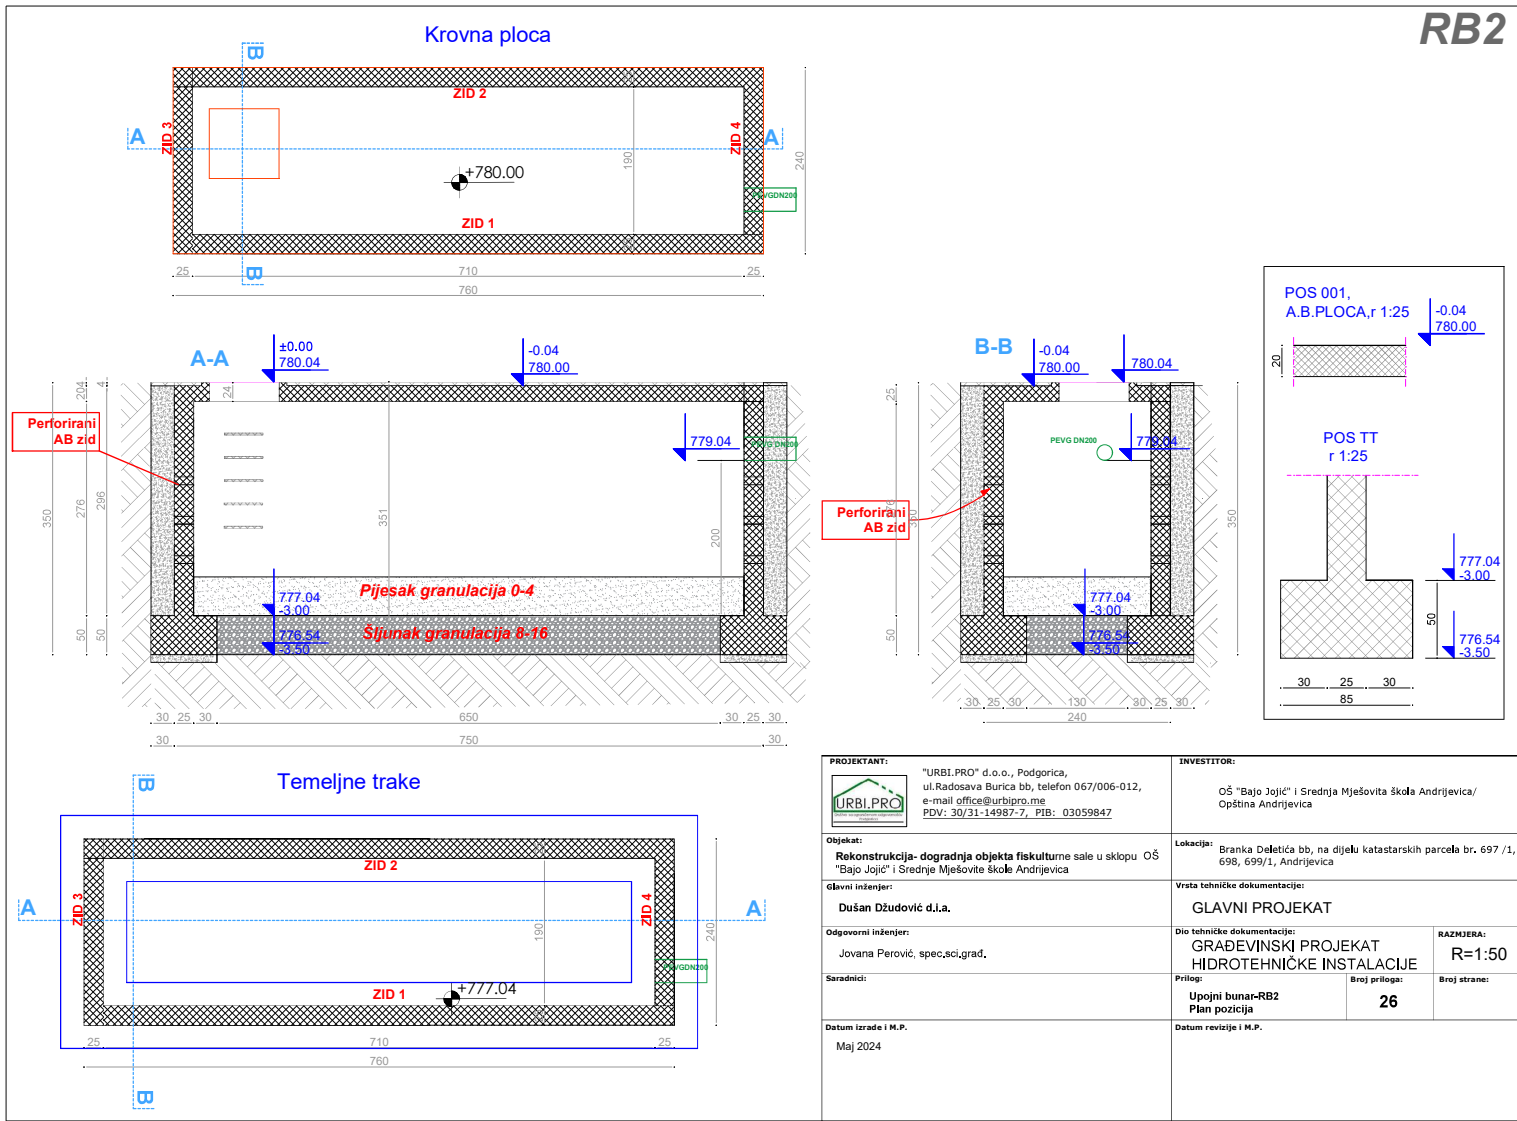 RB2
Krovna ploca
B
ZID 2
A
ZID 3
ZID 4
A
190
240
+780.00
PEVGDN200
ZID 1
B
25
710
25
760
A-A
±0.00
780.04
-0.04
780.00
204
4
24
Perforirani
AB zid
779.04
PEVG DN200
350
276
296
351
200
Pijesak granulacija 0-4
777.04
-3.00
Šljunak granulacija 8-16
776.54
-3.50
50
50
30
25
30
650
30
25
30
30
750
30
B-B
-0.04
780.00
780.04
25
PEVG DN200
779.04
Perforirani
AB zid
350
350
777.04
-3.00
776.54
-3.50
50
30
25
30
130
30
25
30
240
POS 001,
A.B.PLOCA,r 1:25
-0.04
780.00
20
POS TT
r 1:25
777.04
-3.00
50
776.54
-3.50
30
25
30
85
Temeljne trake
B
ZID 2
A
ZID 3
ZID 4
A
190
240
PEVGDN200
ZID 1
+777.04
25
710
25
760
B
PROJEKTANT:
URBI.PRO
"URBI.PRO" d.o.o., Podgorica,
ul.Radosava Burica bb, telefon 067/006-012,
e-mail office@urbipro.me
PDV: 30/31-14987-7, PIB: 03059847
INVESTITOR:
OŠ "Bajo Jojić" i Srednja Mješovita škola Andrijevica/
Opština Andrijevica
Objekat:
Rekonstrukcija- dogradnja objekta fiskulturne sale u sklopu OŠ
"Bajo Jojić" i Srednje Mješovite škole Andrijevica
Lokacija:
Branka Deletića bb, na dijelu katastarskih parcela br. 697 /1,
698, 699/1, Andrijevica
Glavni inženjer:
Dušan Džudović d.i.a.
Vrsta tehničke dokumentacije:
GLAVNI PROJEKAT
Odgovorni inženjer:
Jovana Perović, spec.sci.građ.
Dio tehničke dokumentacije:
GRAĐEVINSKI PROJEKAT
HIDROTEHNIČKE INSTALACIJE
RAZMJERA:
R=1:50
Saradnici:
Prilog:
Upojni bunar-RB2
Plan pozicija
Broj priloga:
26
Broj strane:
Datum izrade i M.P.
Maj 2024
Datum revizije i M.P.